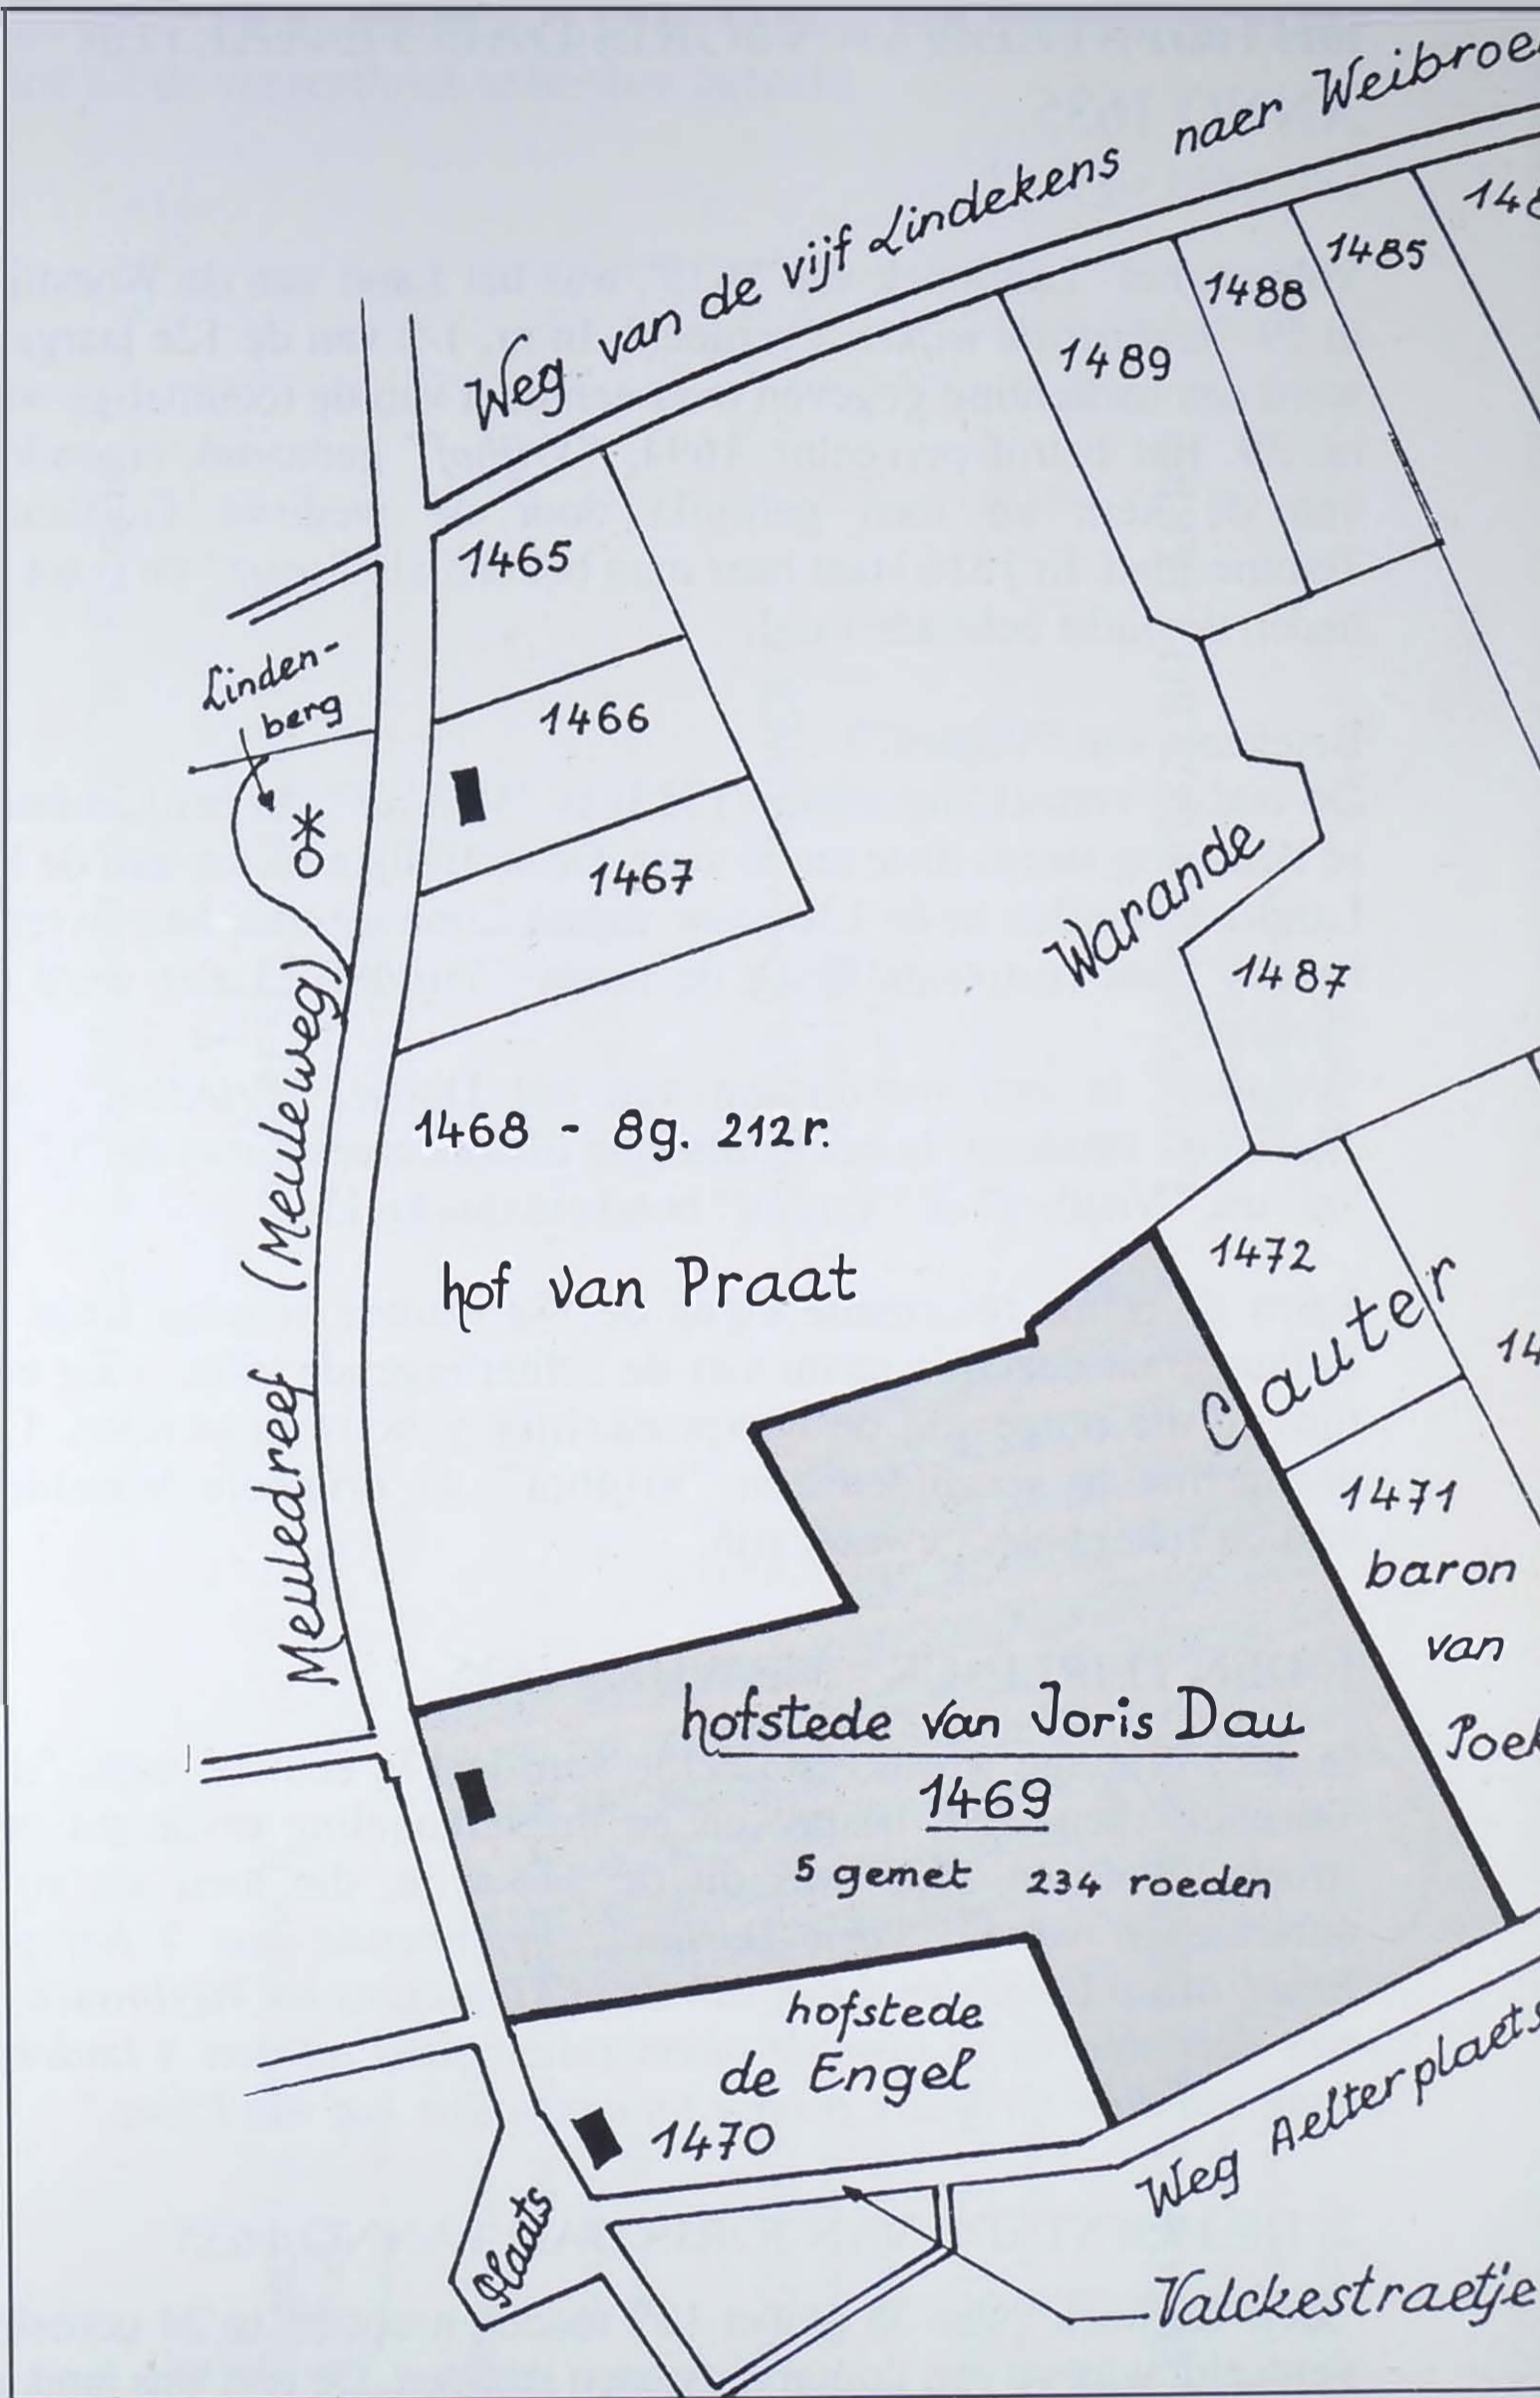 Weg van de vijf Lindekens naer Weibroe
1485
1488
1489
1465
Linden-
berg
1466
1467
Warande
1487
1468 - 8g. 212r.
Meuledreef (Meuleweg)
hof van Praat
1472
Cauter
14
1471
baron
van
Poek
hofstede van Joris Dau
1469
5 gemet 234 roeden
hofstede
de Engel
1470
Weg Aelterplaets
Plaats
Valckestraetje